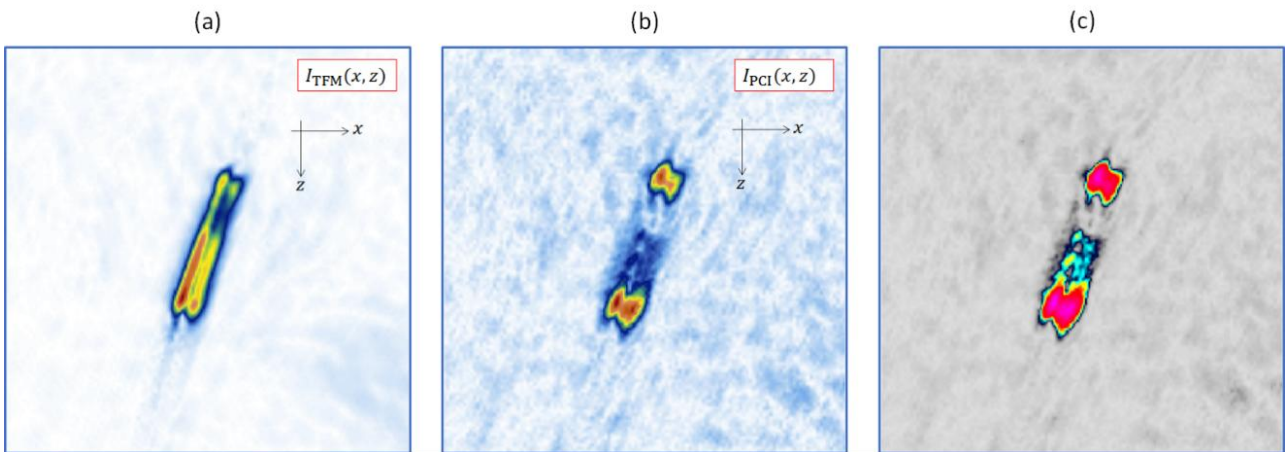 (a)
(b)
(c)
I_TFM(x, z)
x
z
I_PCI(x, z)
x
z